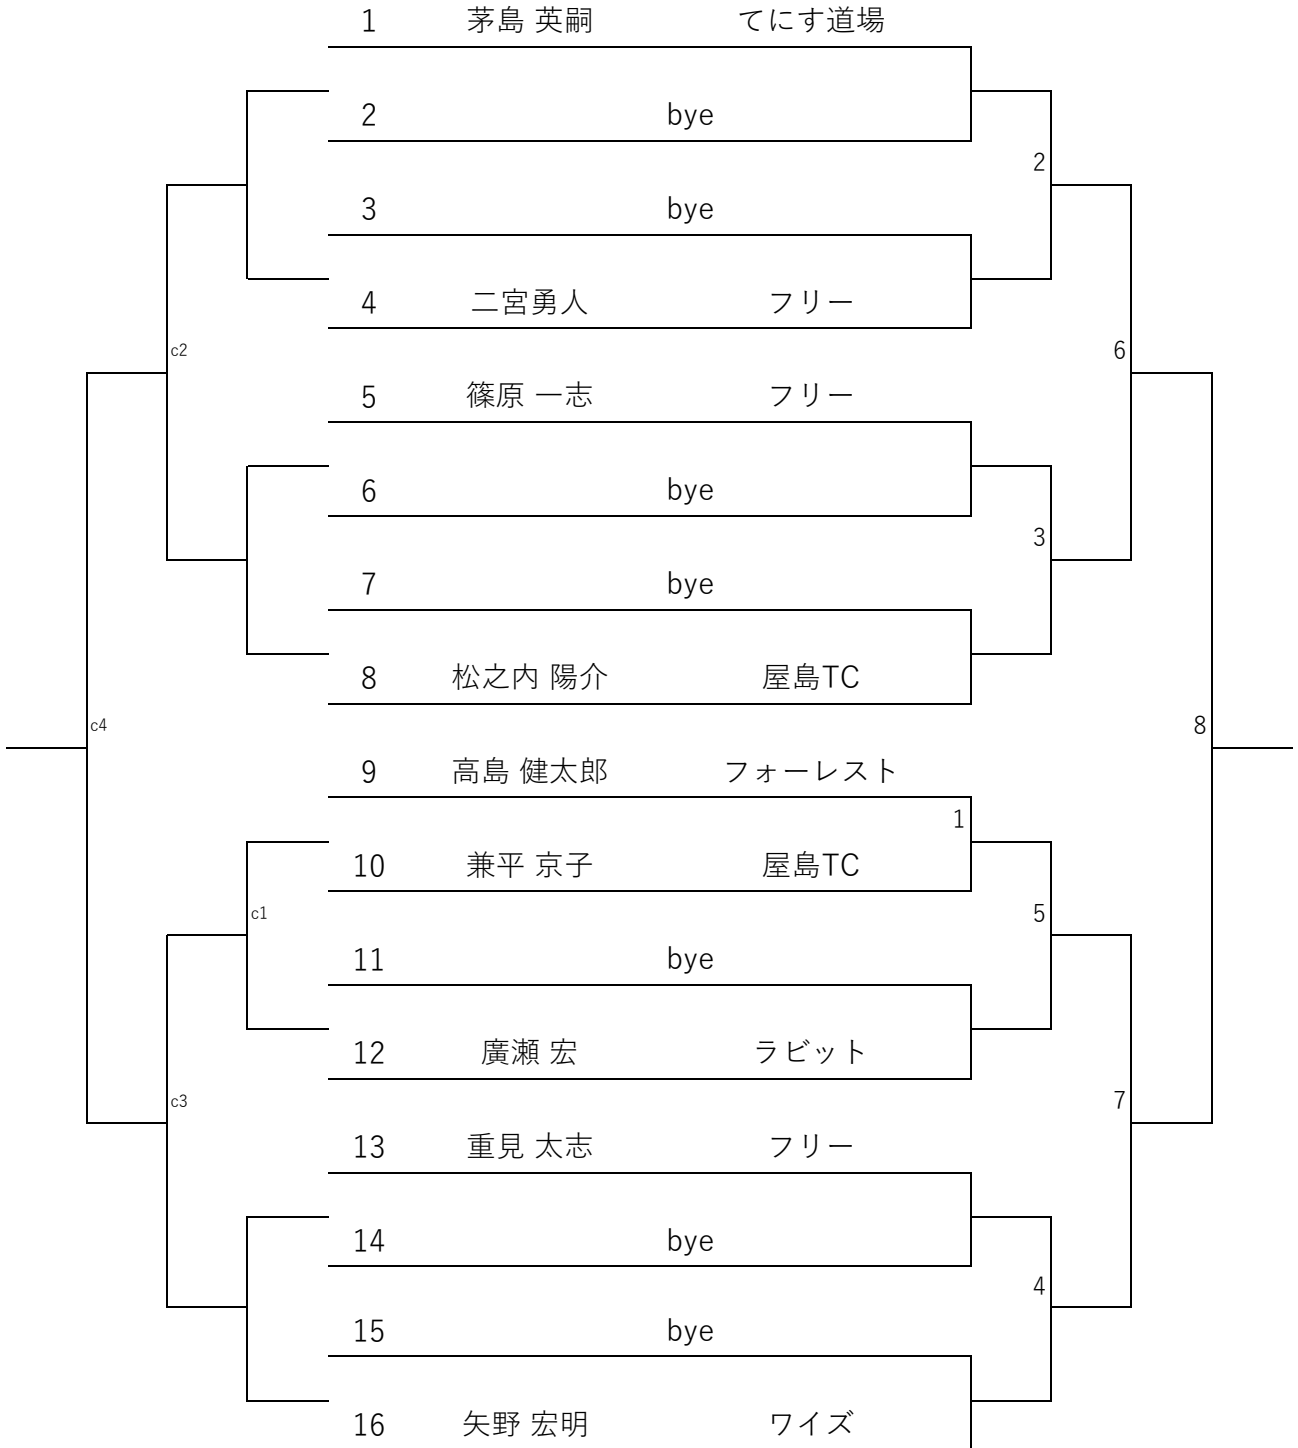 1 茅島 英嗣 てにす道場
2 bye
2
3 bye
4 二宮勇人 フリー
c2
6
5 篠原 一志 フリー
6 bye
3
7 bye
8 松之内 陽介 屋島TC
c4
8
9 高島 健太郎 フォーレスト
1
10 兼平 京子 屋島TC
c1
5
11 bye
12 廣瀬 宏 ラビット
c3
7
13 重見 太志 フリー
14 bye
4
15 bye
16 矢野 宏明 ワイズ